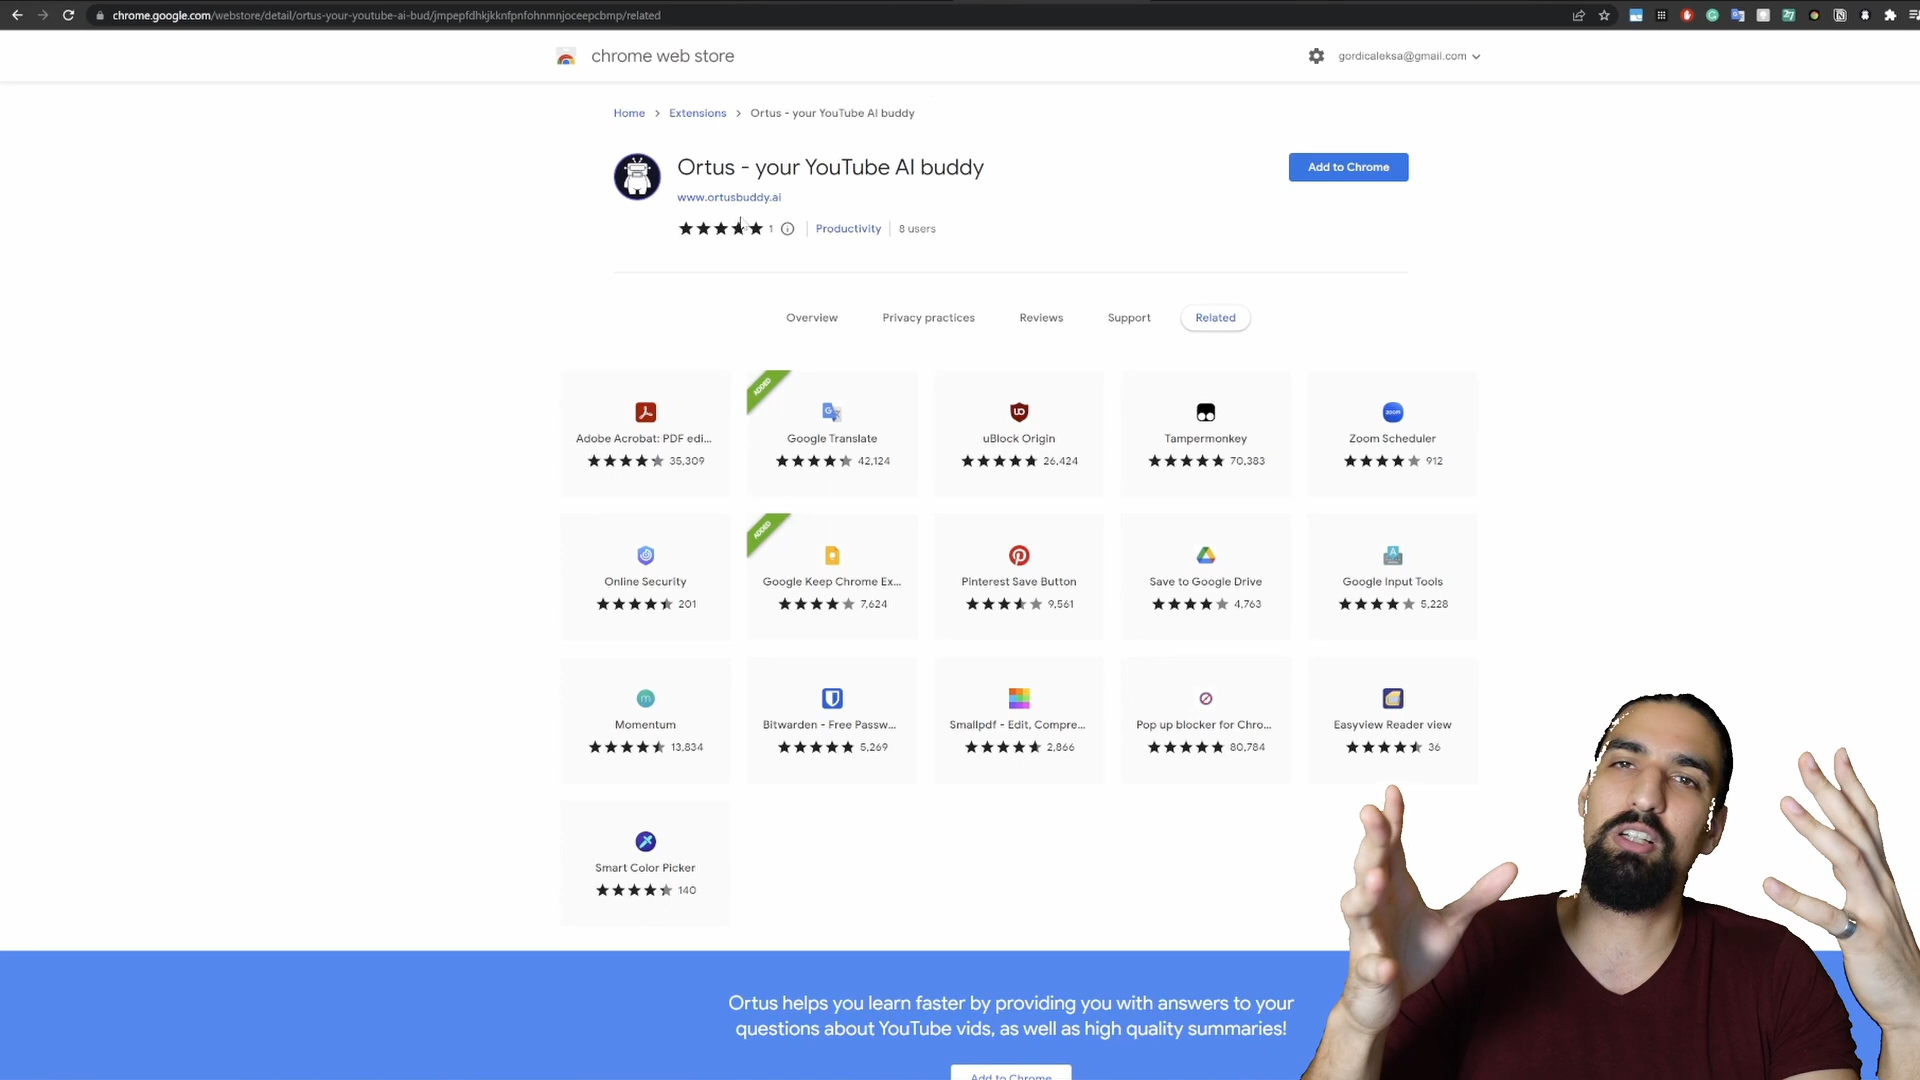 chrome.google.com/webstore/detail/ortus-your-youtube-ai-bud/jmpepfdhkjkknfpnfohnmnjoceepcbmp/related
chrome web store
gordicaleksa@gmail.com
Home > Extensions > Ortus - your YouTube AI buddy
Ortus - your YouTube AI buddy
Add to Chrome
www.ortusbuddy.ai
1
Productivity
8 users
Overview
Privacy practices
Reviews
Support
Related
ADDED
Adobe Acrobat: PDF edi...
Google Translate
uBlock Origin
Tampermonkey
Zoom Scheduler
35,309
42,124
26,424
70,383
912
ADDED
Online Security
Google Keep Chrome Ex...
Pinterest Save Button
Save to Google Drive
Google Input Tools
201
7,624
9,561
4,763
5,228
Momentum
Bitwarden - Free Passw...
Smallpdf - Edit, Compre...
Pop up blocker for Chro...
Easyview Reader view
13,834
5,269
2,866
80,784
36
Smart Color Picker
140
Ortus helps you learn faster by providing you with answers to your
questions about YouTube vids, as well as high quality summaries!
Add to Chrome